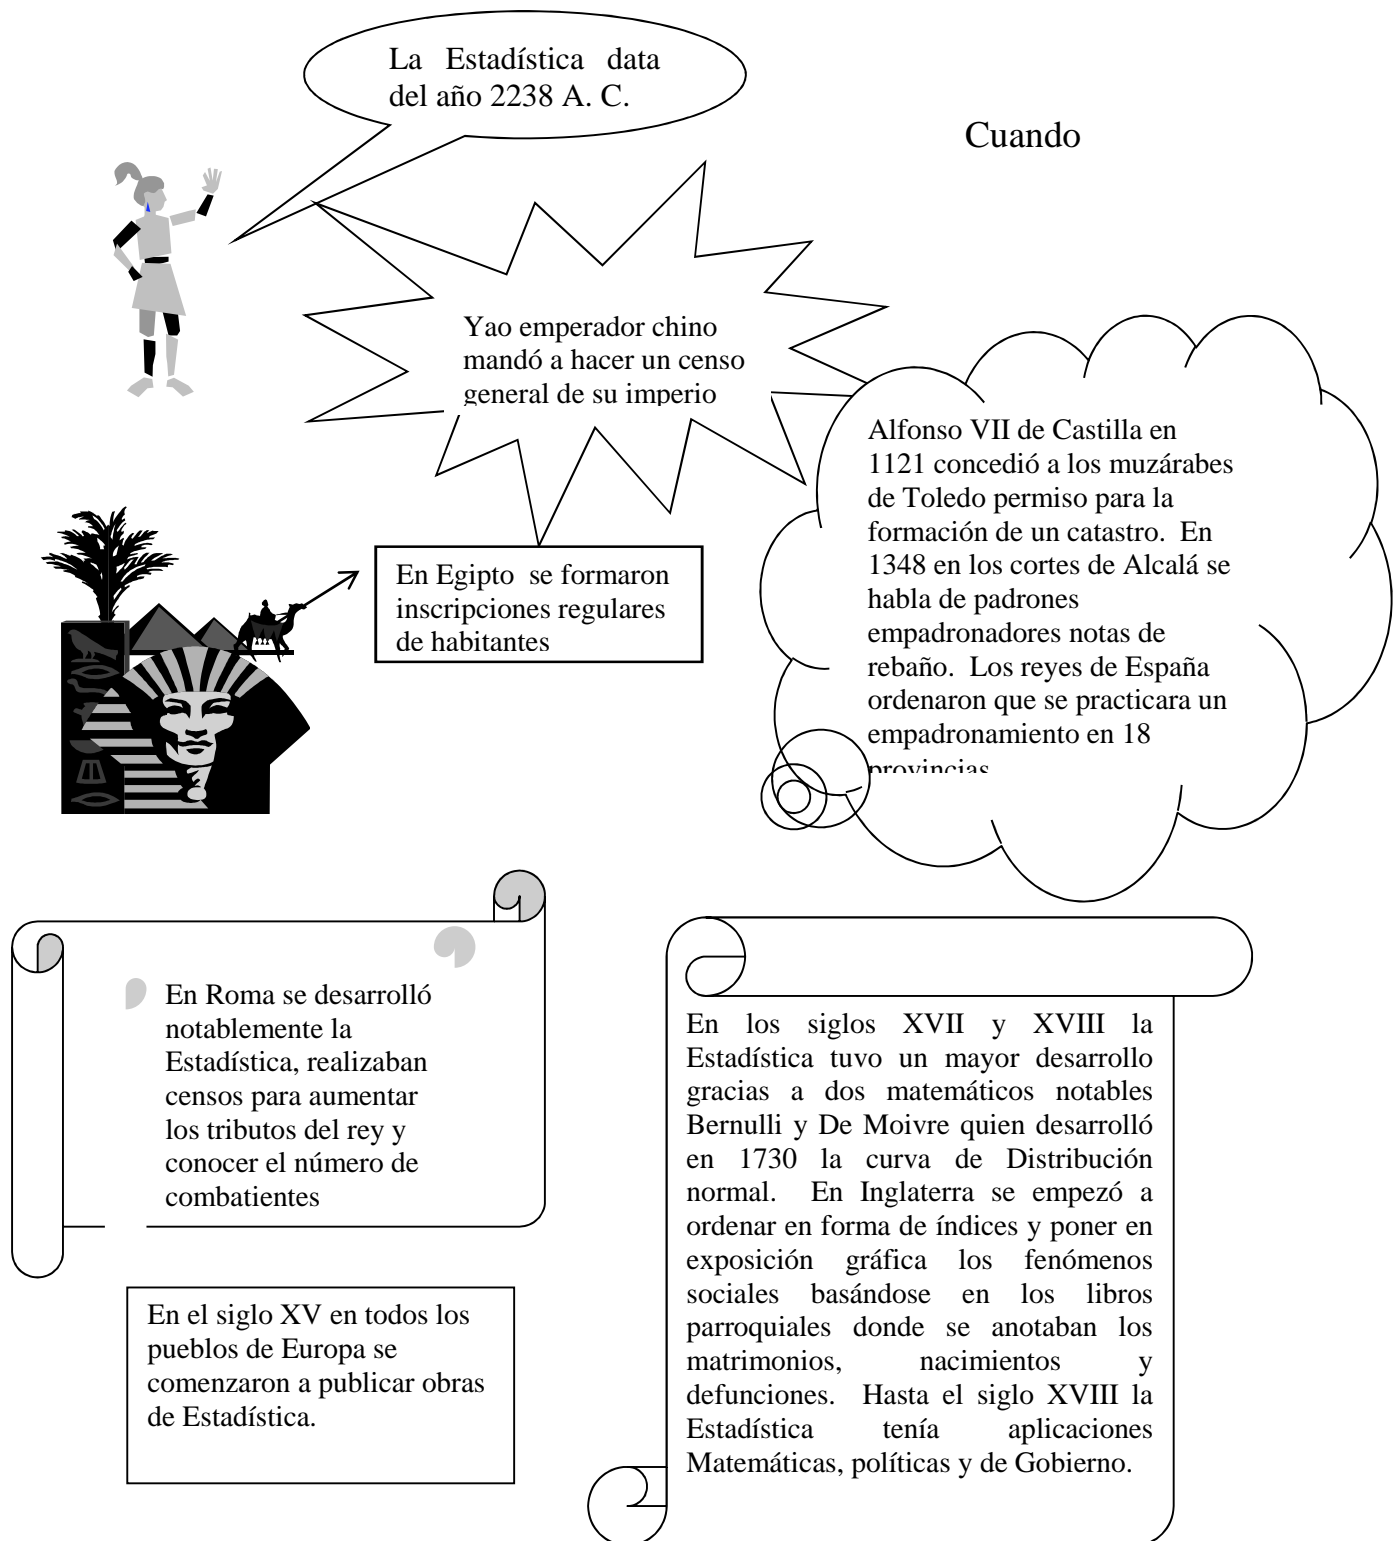 La Estadística data
del año 2238 A. C.
Cuando
Yao emperador chino
mandó a hacer un censo
general de su imperio
Alfonso VII de Castilla en
1121 concedió a los muzárabes
de Toledo permiso para la
formación de un catastro. En
1348 en los cortes de Alcalá se
habla de padrones
empadronadores notas de
rebaño. Los reyes de España
ordenaron que se practicara un
empadronamiento en 18
provincias
En Egipto se formaron
inscripciones regulares
de habitantes
En Roma se desarrolló
notablemente la
Estadística, realizaban
censos para aumentar
los tributos del rey y
conocer el número de
combatientes
En el siglo XV en todos los
pueblos de Europa se
comenzaron a publicar obras
de Estadística.
En los siglos XVII y XVIII la
Estadística tuvo un mayor desarrollo
gracias a dos matemáticos notables
Bernulli y De Moivre quien desarrolló
en 1730 la curva de Distribución
normal. En Inglaterra se empezó a
ordenar en forma de índices y poner en
exposición gráfica los fenómenos
sociales basándose en los libros
parroquiales donde se anotaban los
matrimonios, nacimientos y
defunciones. Hasta el siglo XVIII la
Estadística tenía aplicaciones
Matemáticas, políticas y de Gobierno.